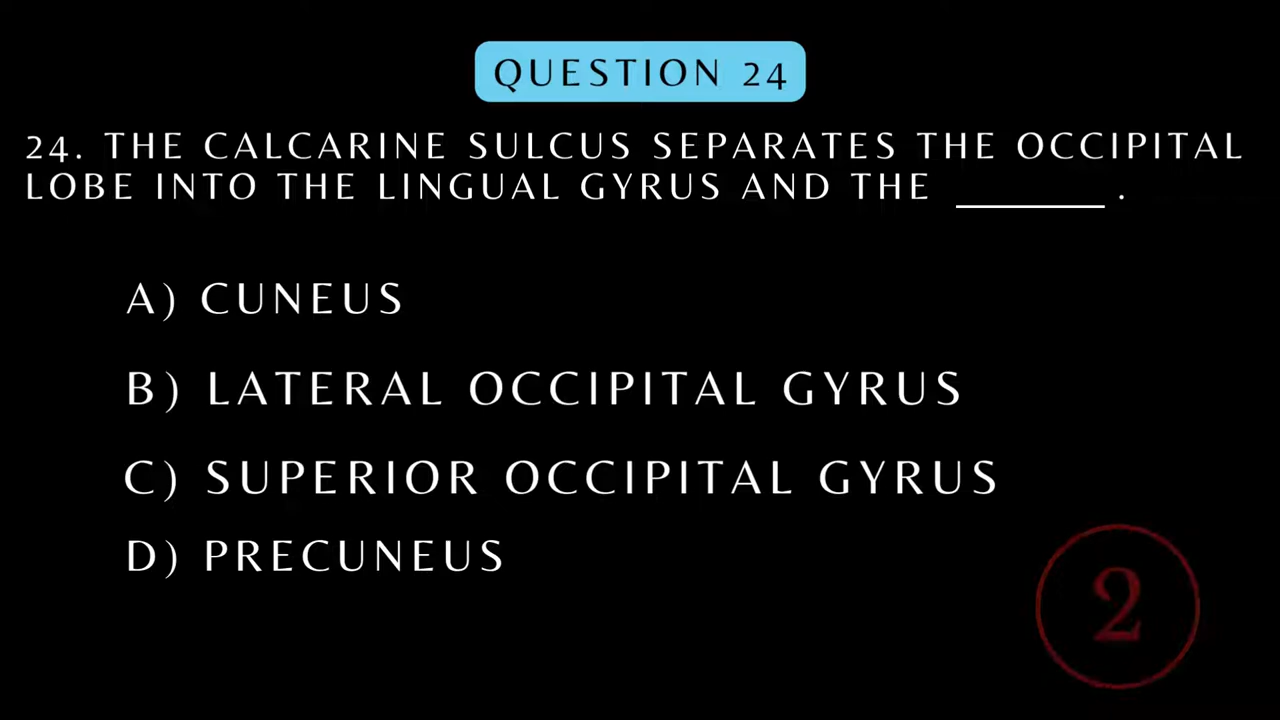 QUESTION 24
24. THE CALCARINE SULCUS SEPARATES THE OCCIPITAL
LOBE INTO THE LINGUAL GYRUS AND THE ______ .
A) CUNEUS
B) LATERAL OCCIPITAL GYRUS
C) SUPERIOR OCCIPITAL GYRUS
D) PRECUNEUS
2